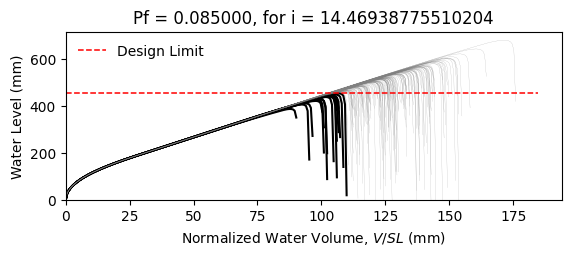 Pf = 0.085000, for i = 14.46938775510204
Design Limit
Water Level (mm)
600
400
200
0
0 25 50 75 100 125 150 175
Normalized Water Volume, V/SL (mm)